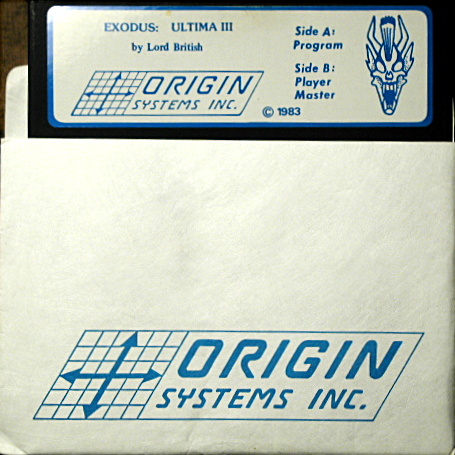 EXODUS: ULTIMA III
by Lord British
ORIGIN
SYSTEMS INC.
Side A:
Program
Side B:
Player
Master
© 1983
ORIGIN
SYSTEMS INC.